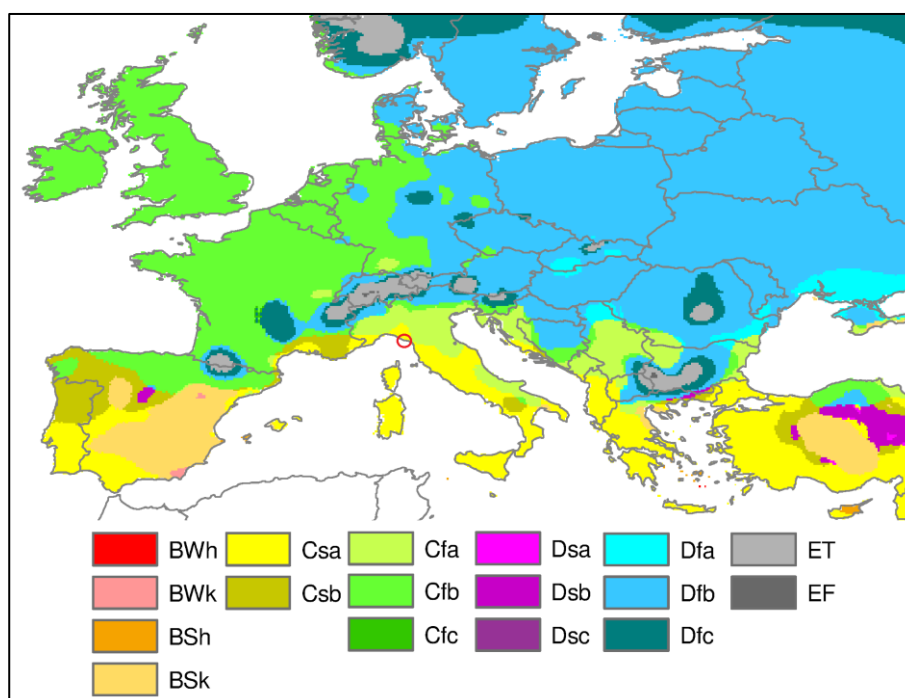 BWh Csa Cfa Dsa Dfa ET
BWk Csb Cfb Dsb Dfb EF
BSh Cfc Dsc Dfc
BSk